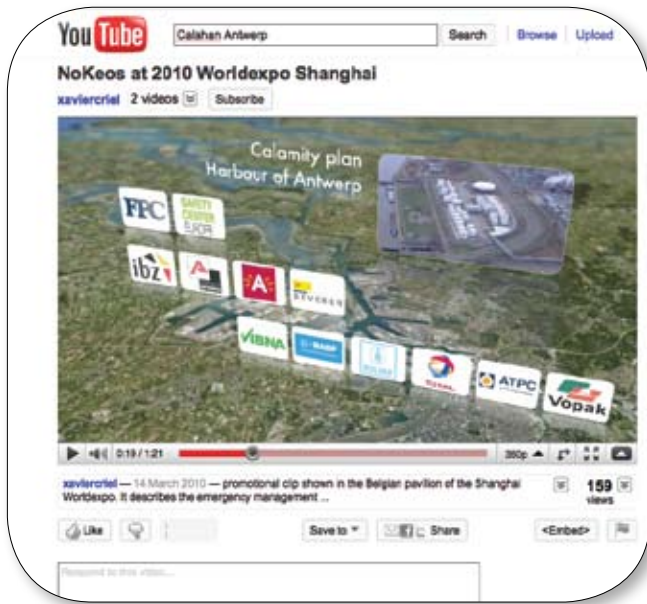 You Tube
Calahan Antwerp Search Browse Upload
NoKeos at 2010 Worldexpo Shanghai
xaviercriel 2 videos Subscribe
Calamity plan
Harbour of Antwerp
FPC SAFETY CENTER
ibz A A BEVEREN
VIBNA BASF TOTAL ATPC Vopak
0:19 / 1:21 360p
xaviercriel — 14 March 2010 — promotional clip shown in the Belgian pavilion of the Shanghai
Worldexpo. It describes the emergency management ...
159
views
Like Save to Share <Embed>
Respond to this video...